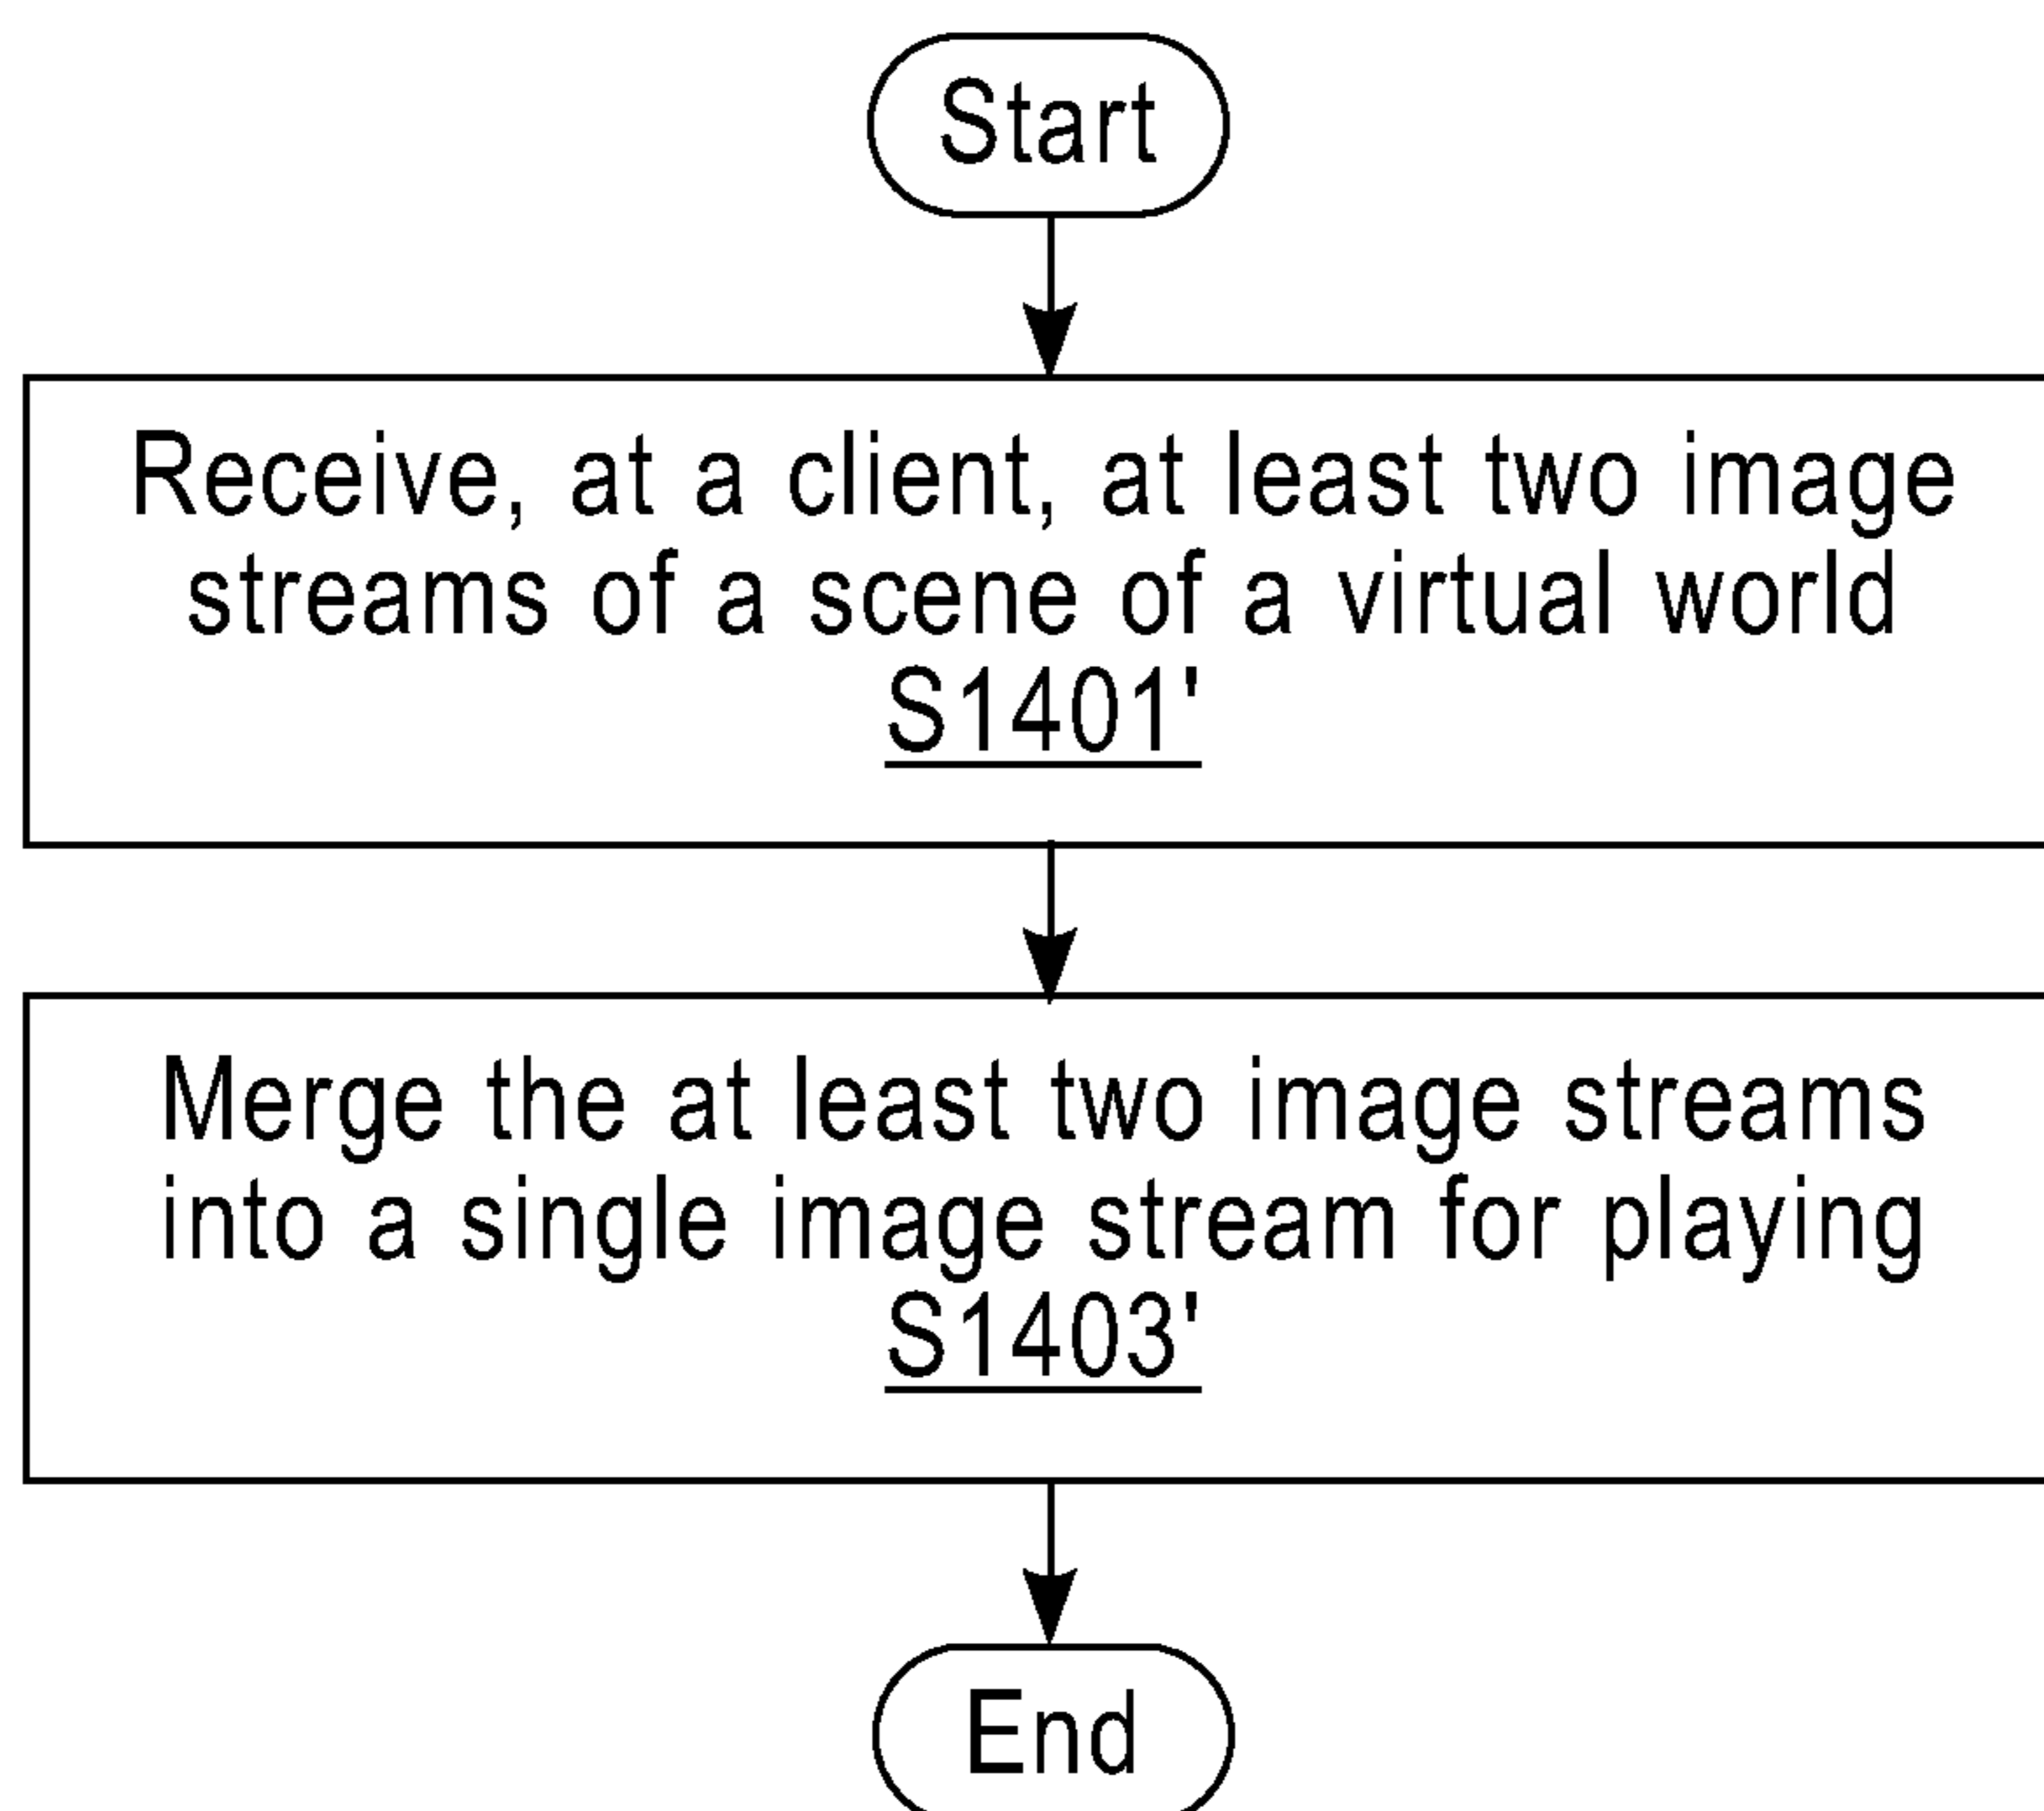 Start
Receive, at a client, at least two image
streams of a scene of a virtual world
S1401'
Merge the at least two image streams
into a single image stream for playing
S1403'
End